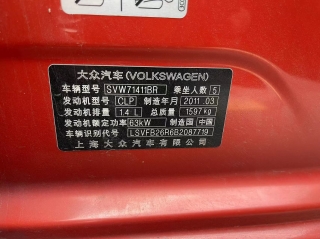 大众汽车(VOLKSWAGEN)
车辆型号 SVW71411BR 乘坐人数 5
发动机型号 CLP 制造年月 2011.03
发动机排量 1.4 L 总质量 1597kg
发动机额定功率 63kW 制造国 中国
车辆识别代号 LSVFB26R6B2087719
上海大众汽车有限公司